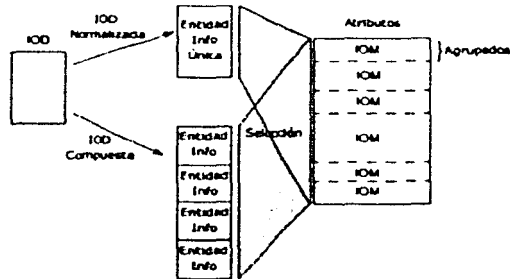 IOD
IOD
Normalizada
Entidad
Info
Única
Atributos
IOM
Agrupados
IOM
IOM
IOM
IOM
IOM
Selección
IOD
Compuesta
Entidad
Info
Entidad
Info
Entidad
Info
Entidad
Info